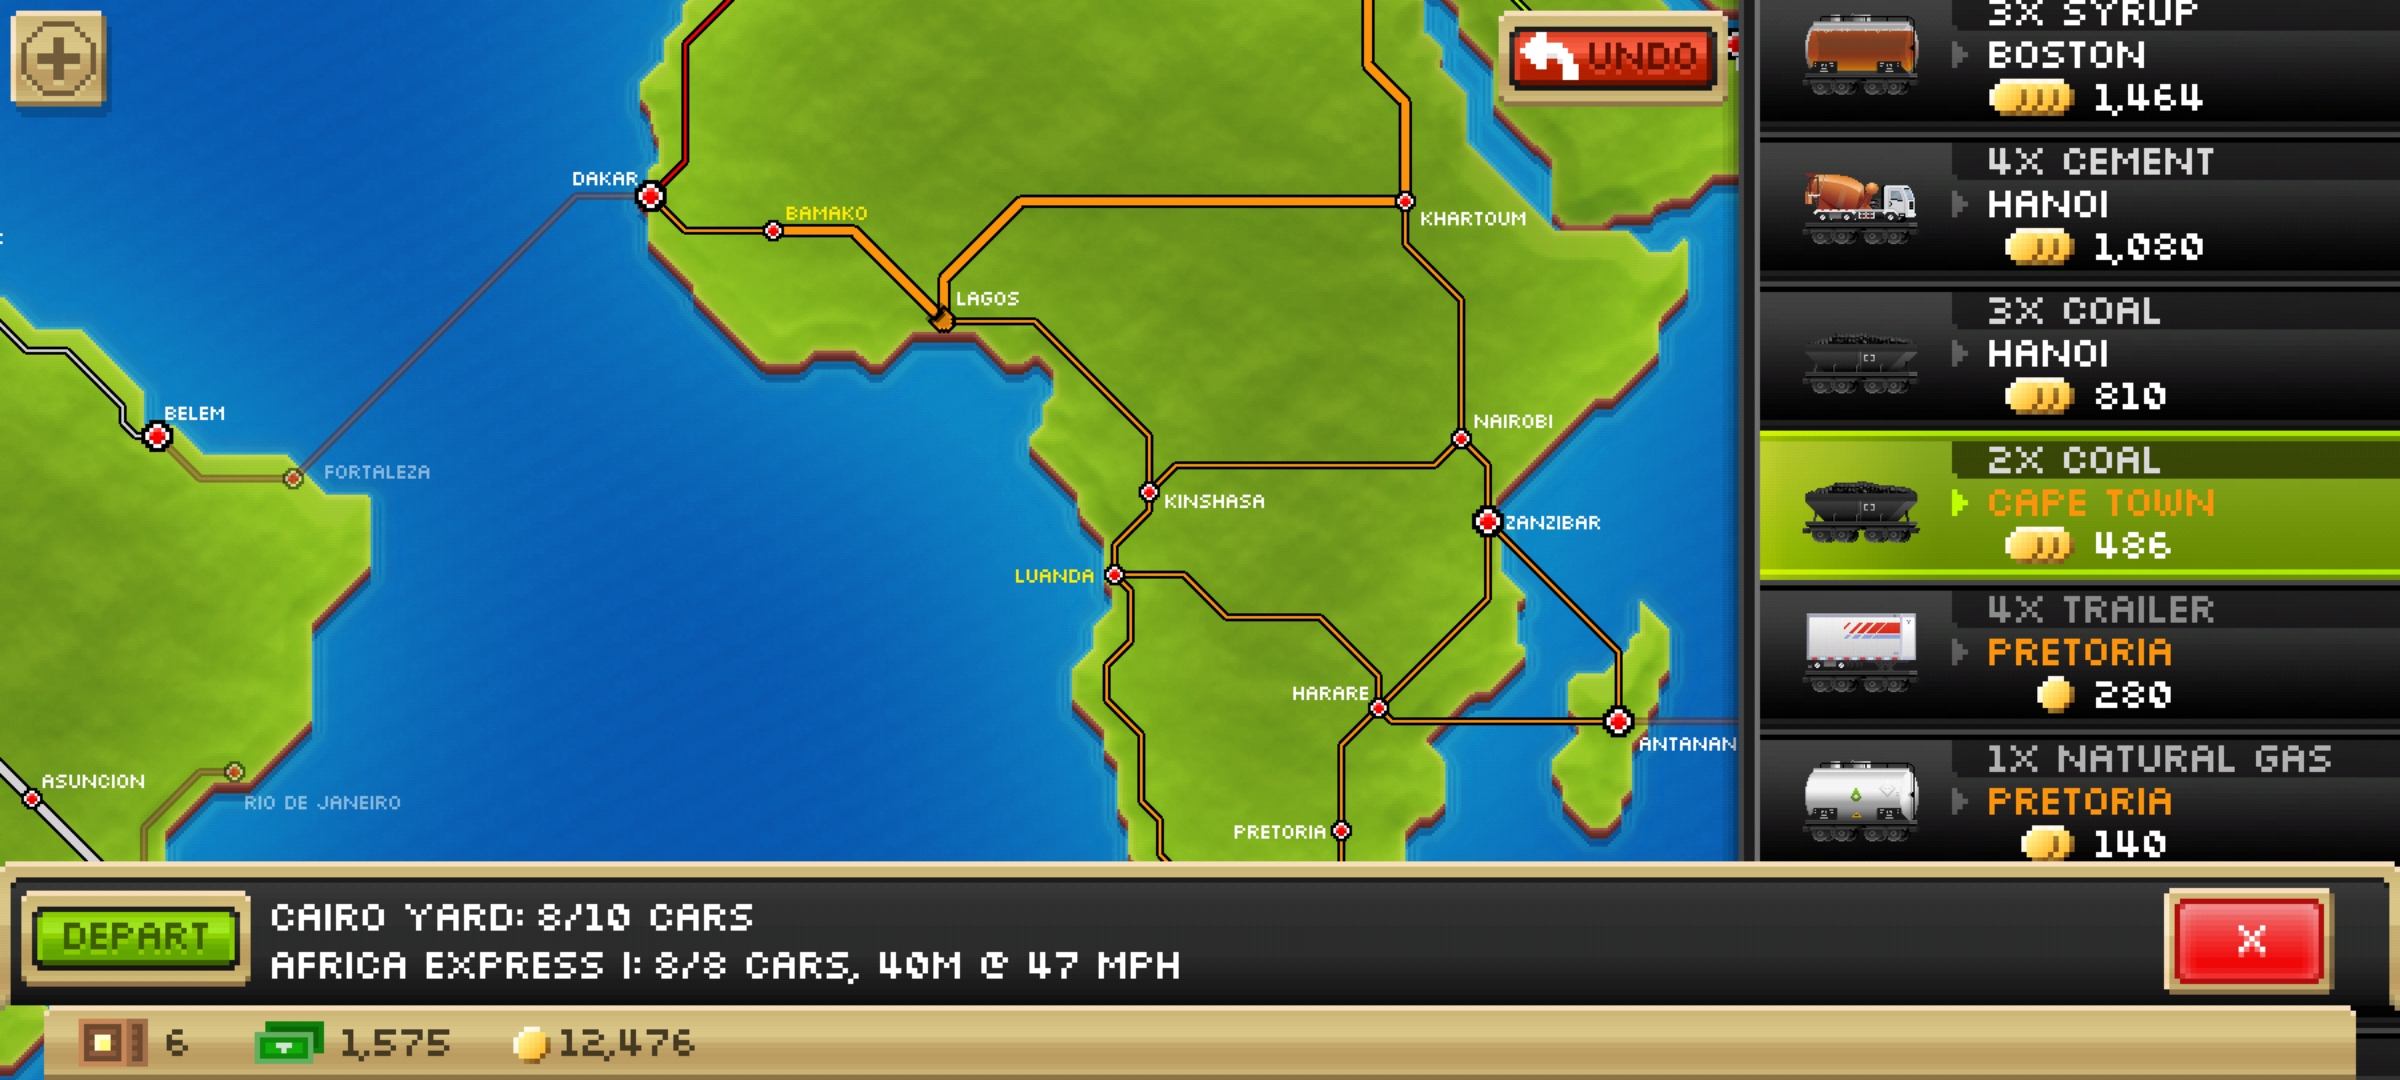 UNDO
DAKAR
BAMAKO
KHARTOUM
LAGOS
BELEM
NAIROBI
FORTALEZA
KINSHASA
ZANZIBAR
LUANDA
HARARE
ANTANAN
ASUNCION
RIO DE JANEIRO
PRETORIA
3X SYRUP
BOSTON
1,464
4X CEMENT
HANOI
1,080
3X COAL
HANOI
810
2X COAL
CAPE TOWN
486
4X TRAILER
PRETORIA
280
1X NATURAL GAS
PRETORIA
140
DEPART
CAIRO YARD: 8/10 CARS
AFRICA EXPRESS I: 8/8 CARS, 40M @ 47 MPH
X
6
1,575
12,476